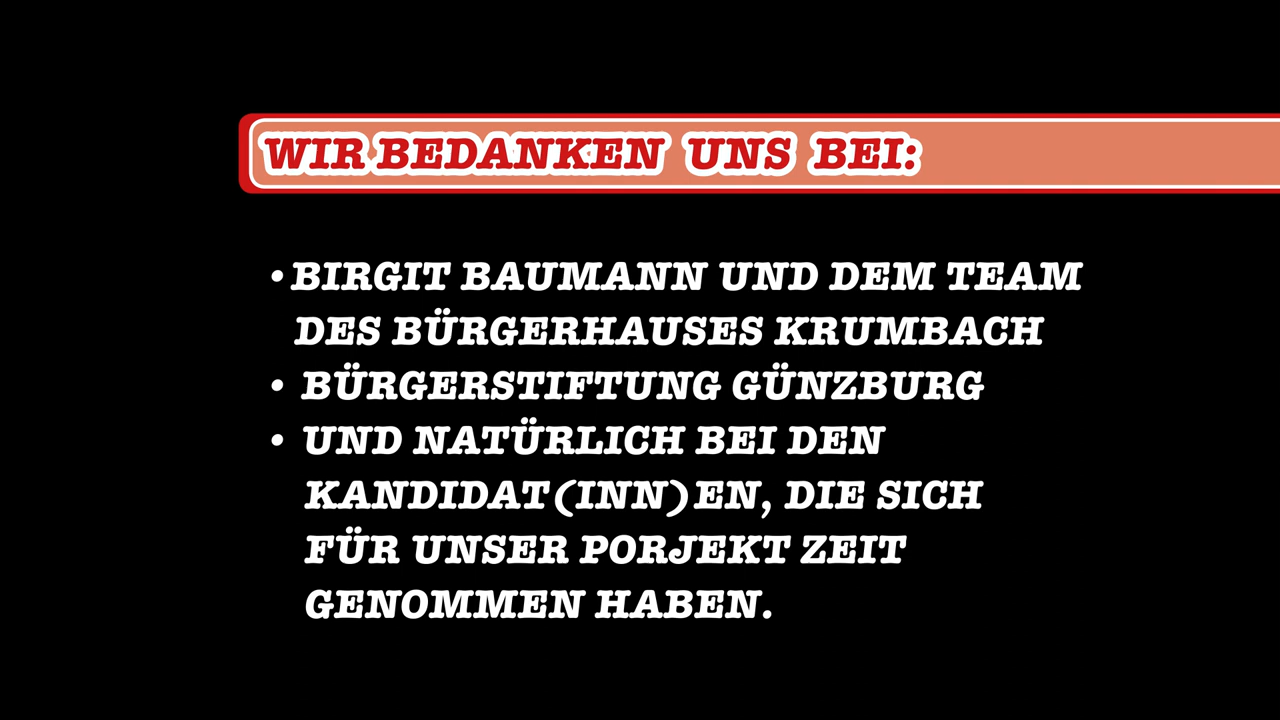 WIR BEDANKEN UNS BEI:
• BIRGIT BAUMANN UND DEM TEAM
DES BÜRGERHAUSES KRUMBACH
• BÜRGERSTIFTUNG GÜNZBURG
• UND NATÜRLICH BEI DEN
KANDIDAT(INN)EN, DIE SICH
FÜR UNSER PORJEKT ZEIT
GENOMMEN HABEN.